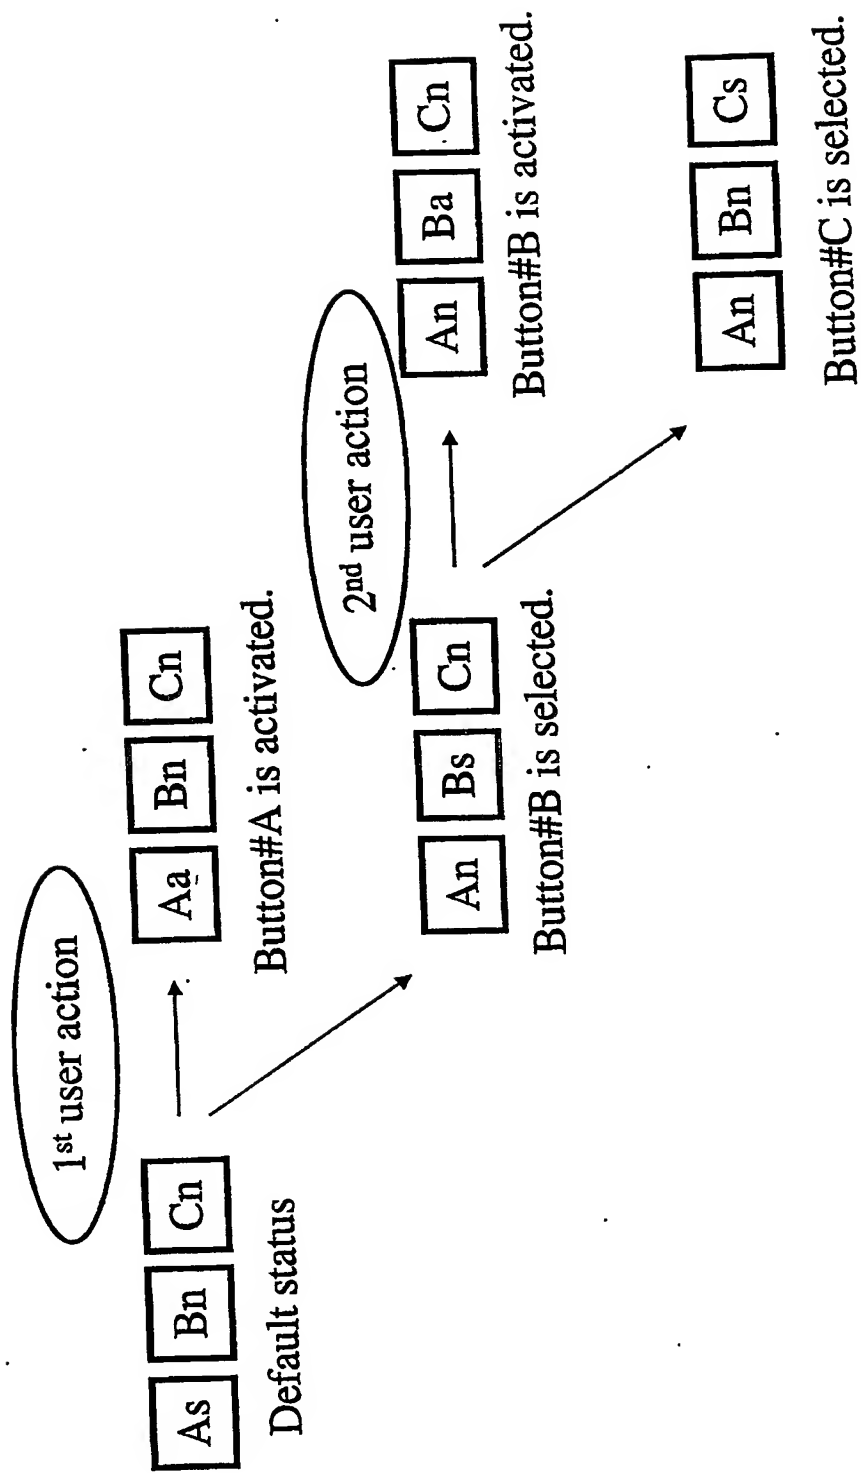 1st user action
As Bn Cn
Default status
Aa Bn Cn
Button#A is activated.
An Bs Cn
Button#B is selected.
2nd user action
An Ba Cn
Button#B is activated.
An Bn Cs
Button#C is selected.